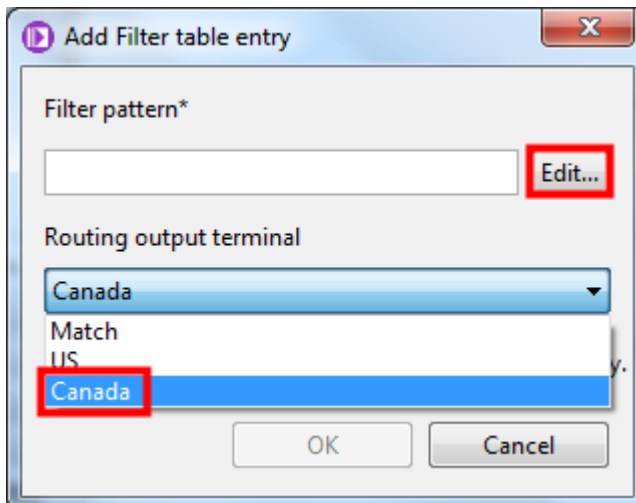 Add Filter table entry
Filter pattern*
Edit...
Routing output terminal
Canada
Match
US
y.
Canada
OK Cancel